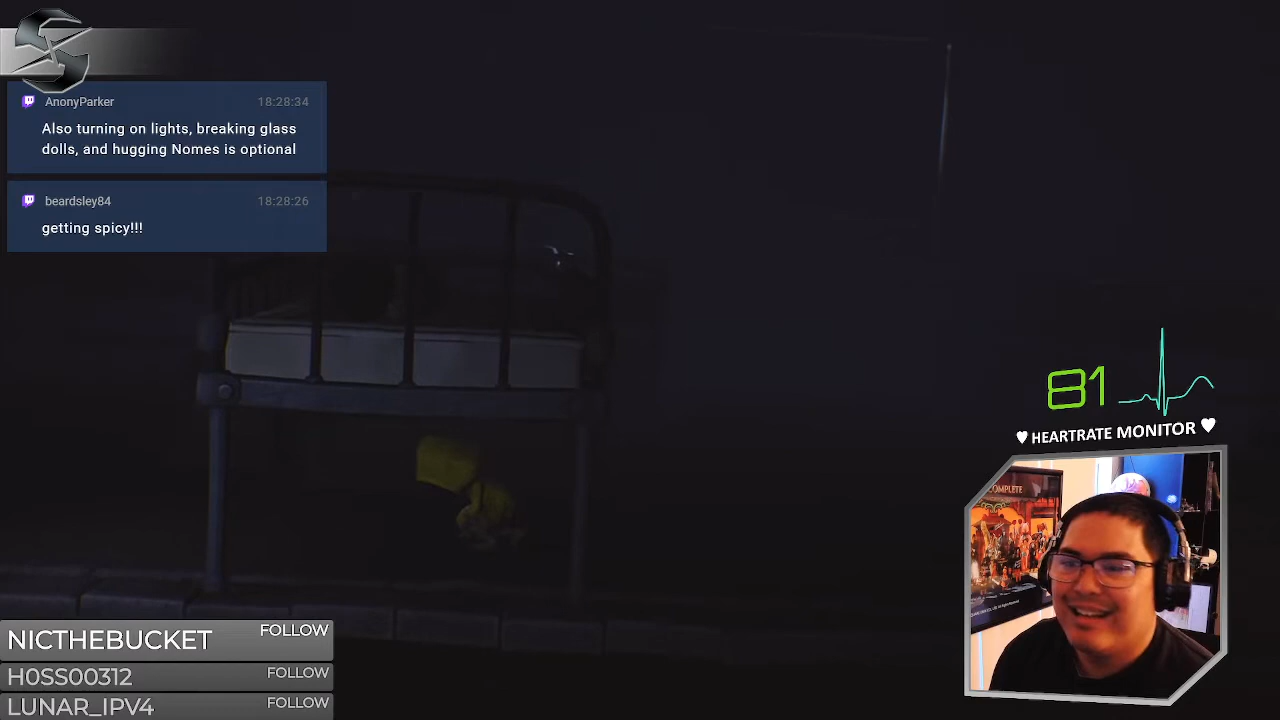 AnonyParker 18:28:34
Also turning on lights, breaking glass
dolls, and hugging Nomes is optional
beardsley84 18:28:26
getting spicy!!!
81
♥ HEARTRATE MONITOR ♥
COMPLETE
NICTHEBUCKET FOLLOW
H0SS00312 FOLLOW
LUNAR_IPV4 FOLLOW